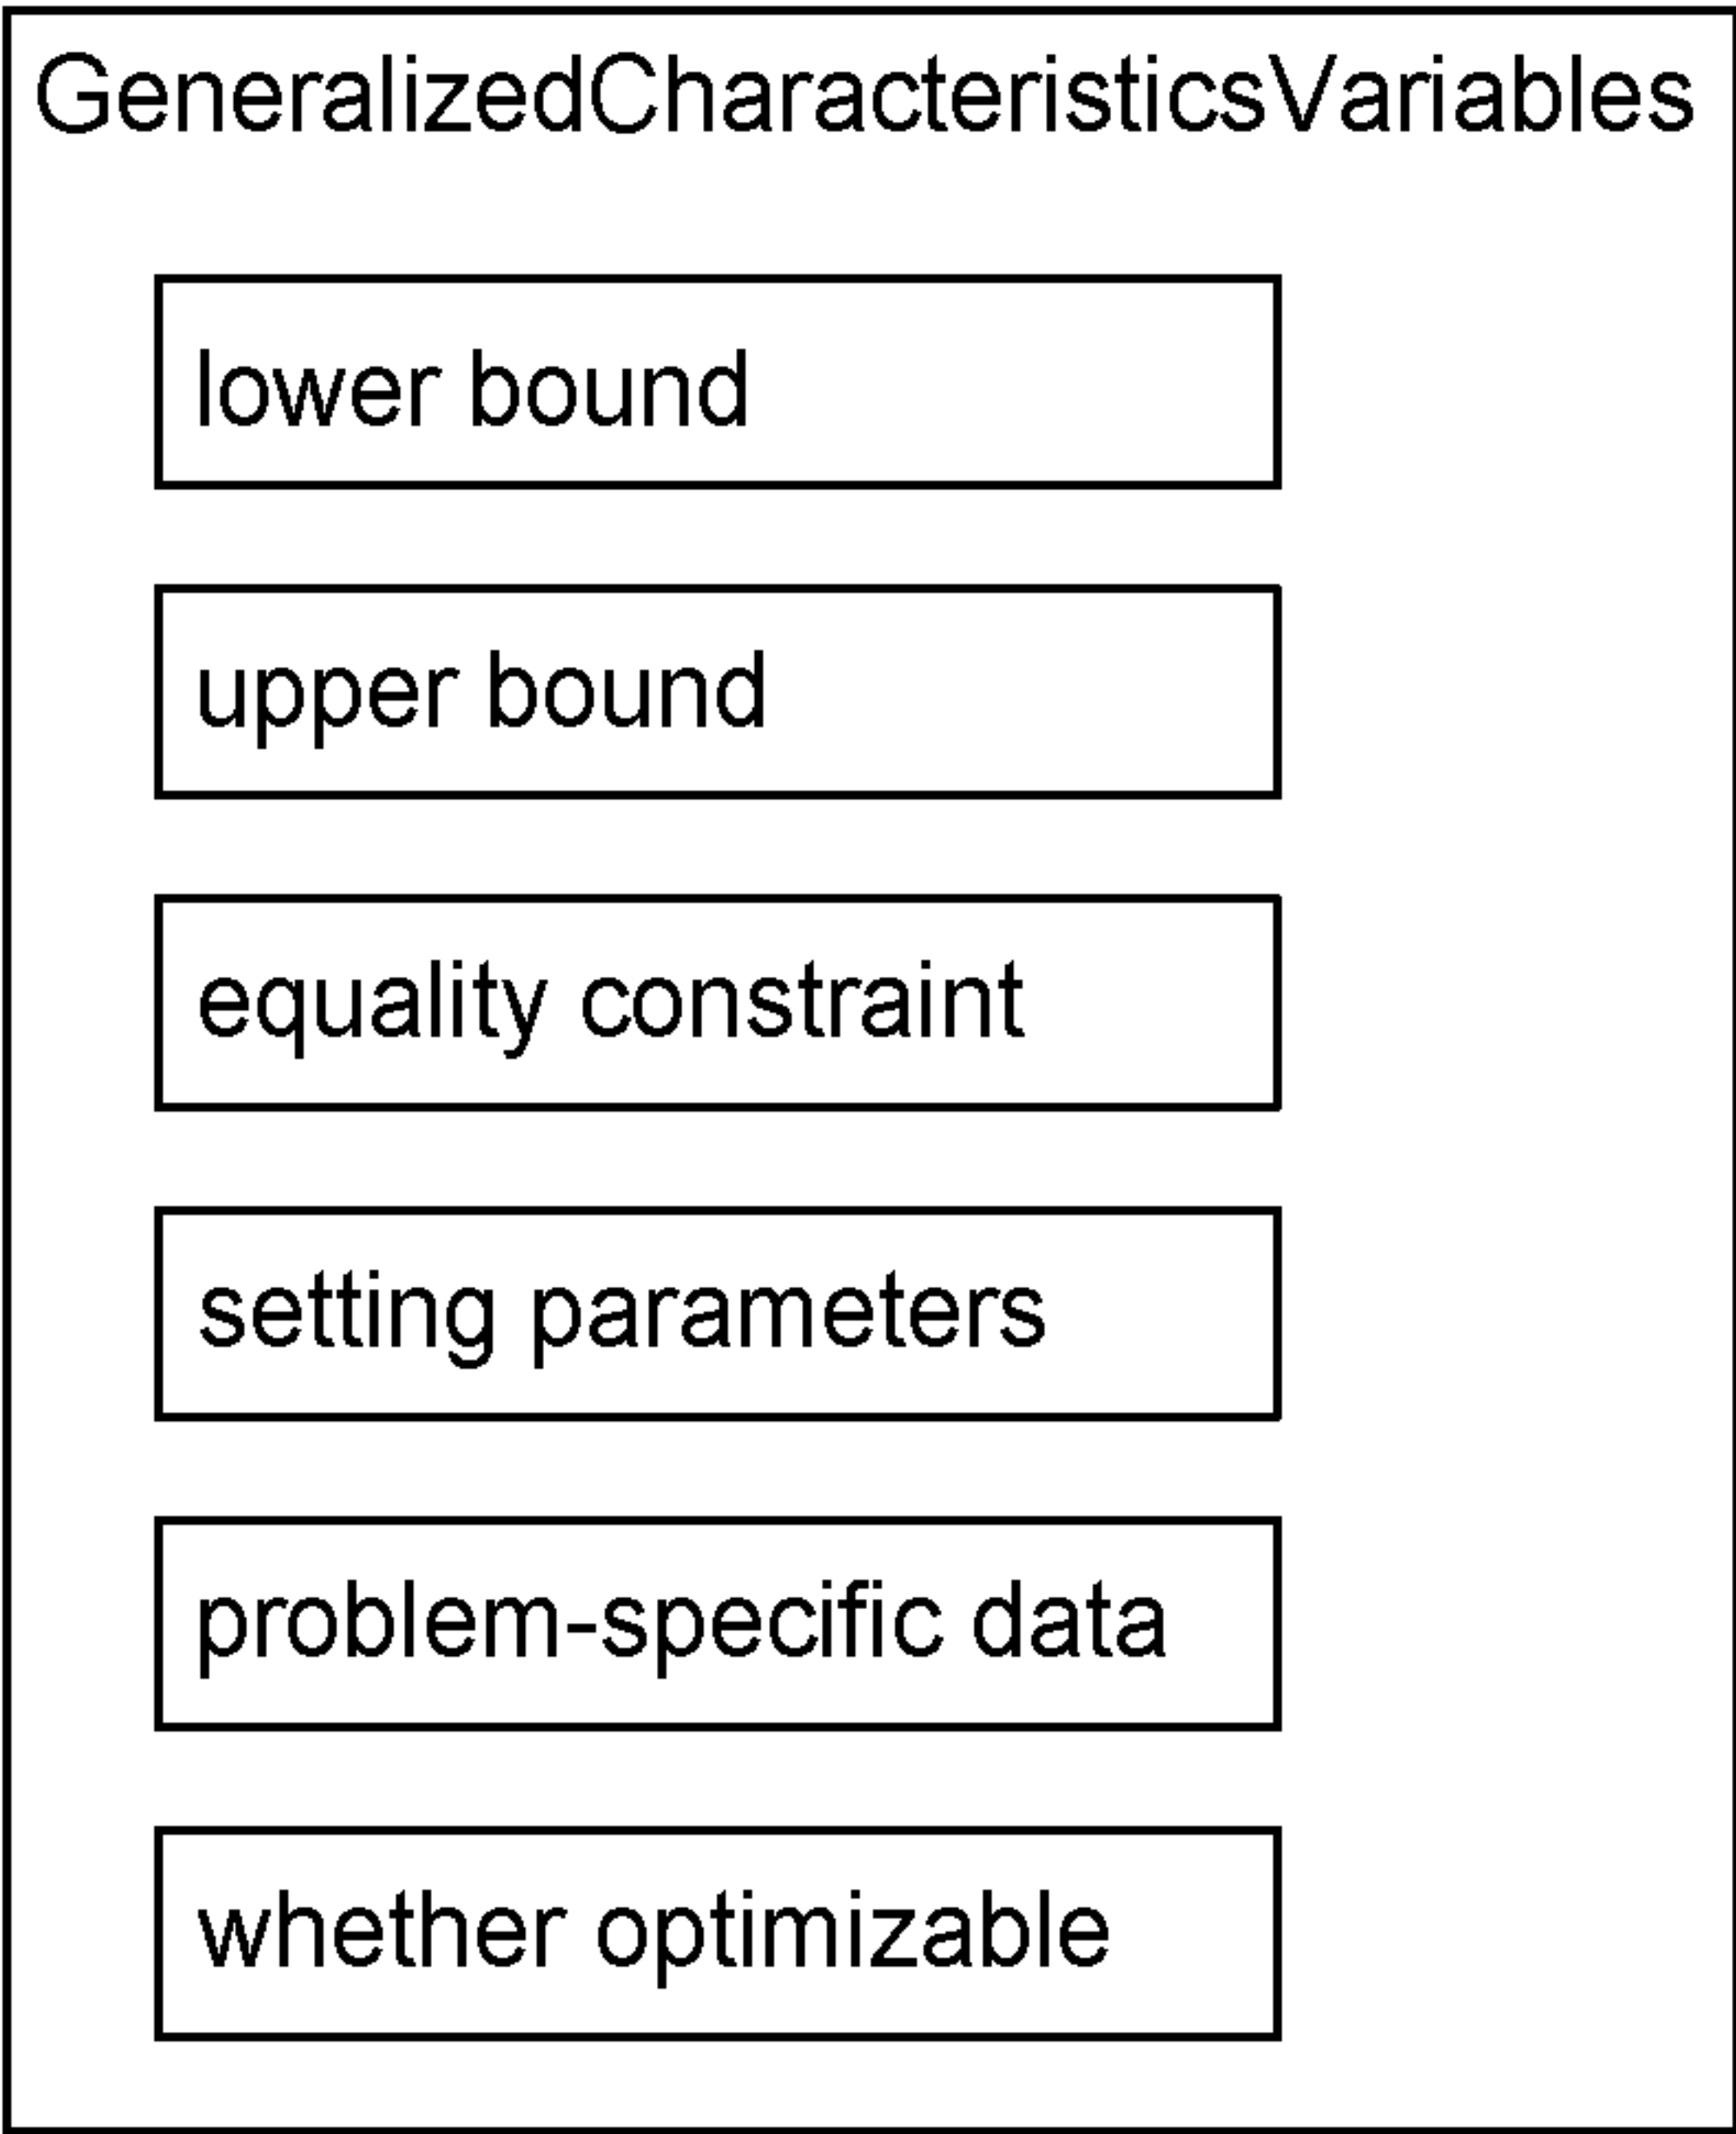 GeneralizedCharacteristicsVariables
lower bound
upper bound
equality constraint
setting parameters
problem-specific data
whether optimizable